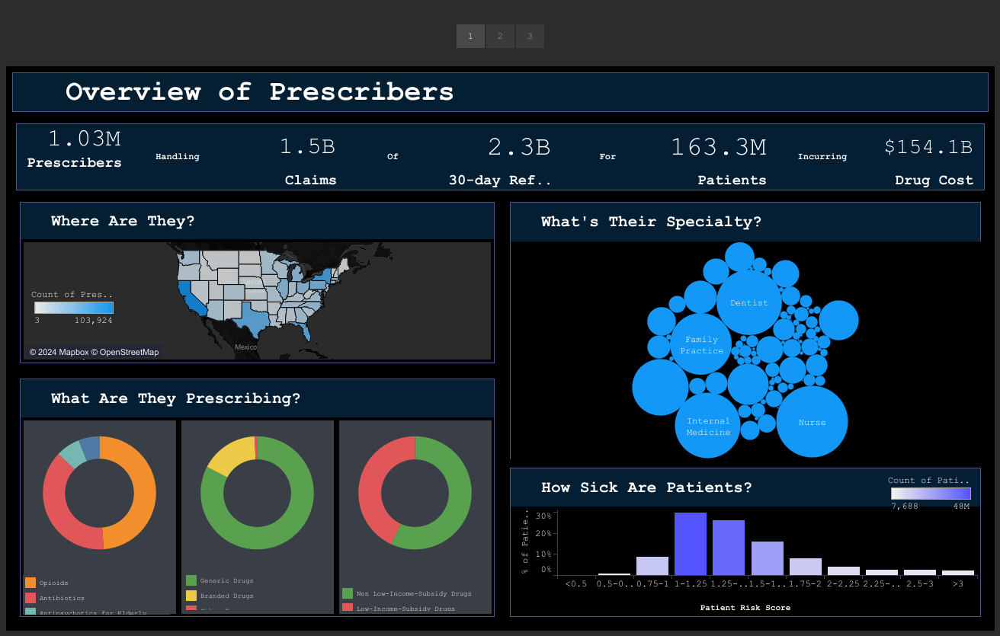 1 2 3
Overview of Prescribers
1.03M
Prescribers
Handling
1.5B
Claims
Of
2.3B
30-day Ref..
For
163.3M
Patients
Incurring
$154.1B
Drug Cost
Where Are They?
Count of Pres..
3 103,924
United
States
Mexico
© 2024 Mapbox © OpenStreetMap
What's Their Specialty?
Dentist
Family
Practice
Internal
Medicine
Nurse
What Are They Prescribing?
Opioids
Antibiotics
Antipsychotics for Elderly
Generic Drugs
Branded Drugs
Non Low-Income-Subsidy Drugs
Low-Income-Subsidy Drugs
How Sick Are Patients?
Count of Pati..
7,688 48M
% of Patie..
30%
20%
10%
0%
<0.5 0.5-0.. 0.75-1 1-1.25 1.25-.. 1.5-1.. 1.75-2 2-2.25 2.25-.. 2.5-3 >3
Patient Risk Score